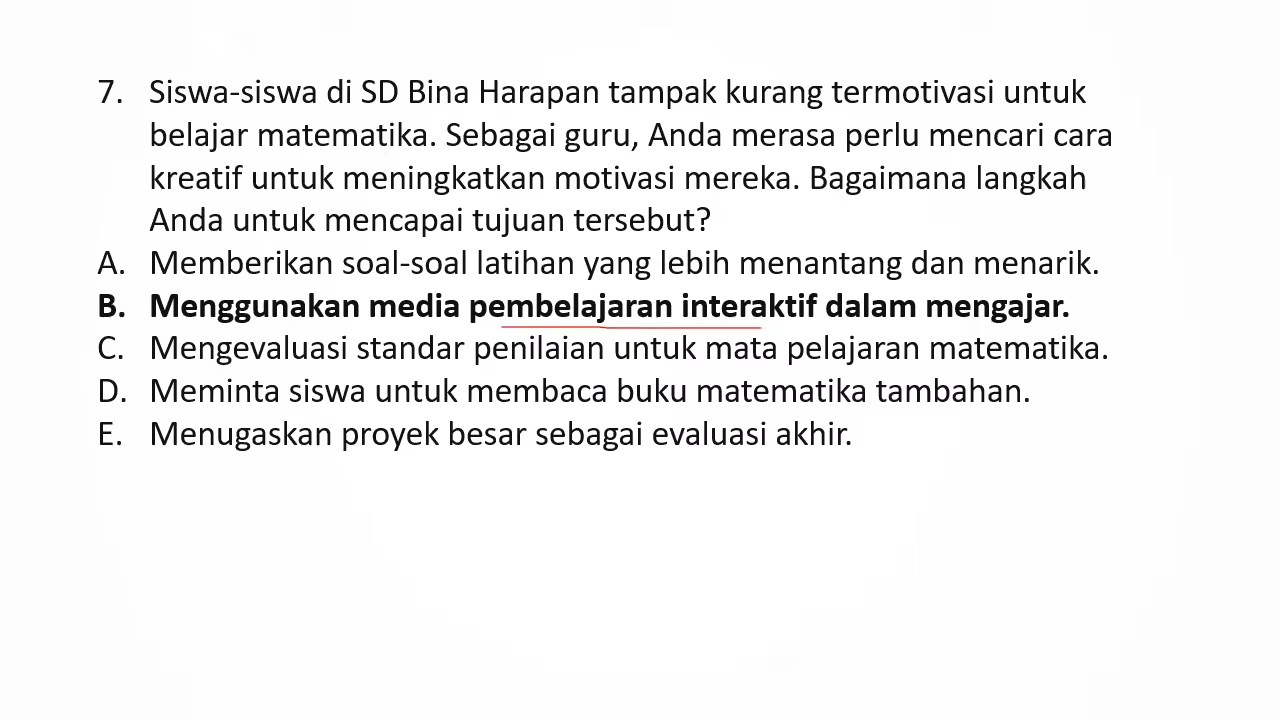 7. Siswa-siswa di SD Bina Harapan tampak kurang termotivasi untuk
belajar matematika. Sebagai guru, Anda merasa perlu mencari cara
kreatif untuk meningkatkan motivasi mereka. Bagaimana langkah
Anda untuk mencapai tujuan tersebut?
A. Memberikan soal-soal latihan yang lebih menantang dan menarik.
B. Menggunakan media pembelajaran interaktif dalam mengajar.
C. Mengevaluasi standar penilaian untuk mata pelajaran matematika.
D. Meminta siswa untuk membaca buku matematika tambahan.
E. Menugaskan proyek besar sebagai evaluasi akhir.